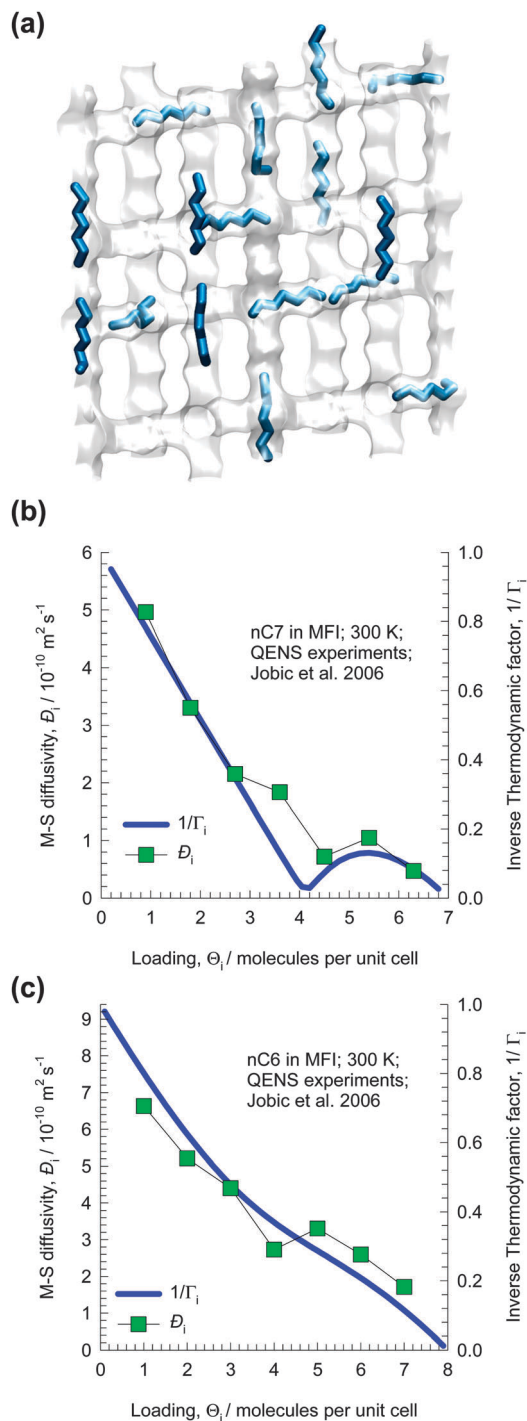 (a)
(b)
6
5
4
3
2
1
0
M-S diffusivity, Đᵢ / 10⁻¹⁰ m² s⁻¹
nC7 in MFI; 300 K;
QENS experiments;
Jobic et al. 2006
1/Γᵢ
Đᵢ
1.0
0.8
0.6
0.4
0.2
0.0
Inverse Thermodynamic factor, 1/Γᵢ
0 1 2 3 4 5 6 7
Loading, Θᵢ / molecules per unit cell
(c)
9
8
7
6
5
4
3
2
1
0
M-S diffusivity, Đᵢ / 10⁻¹⁰ m² s⁻¹
nC6 in MFI; 300 K;
QENS experiments;
Jobic et al. 2006
1/Γᵢ
Đᵢ
1.0
0.8
0.6
0.4
0.2
0.0
Inverse Thermodynamic factor, 1/Γᵢ
0 1 2 3 4 5 6 7 8
Loading, Θᵢ / molecules per unit cell